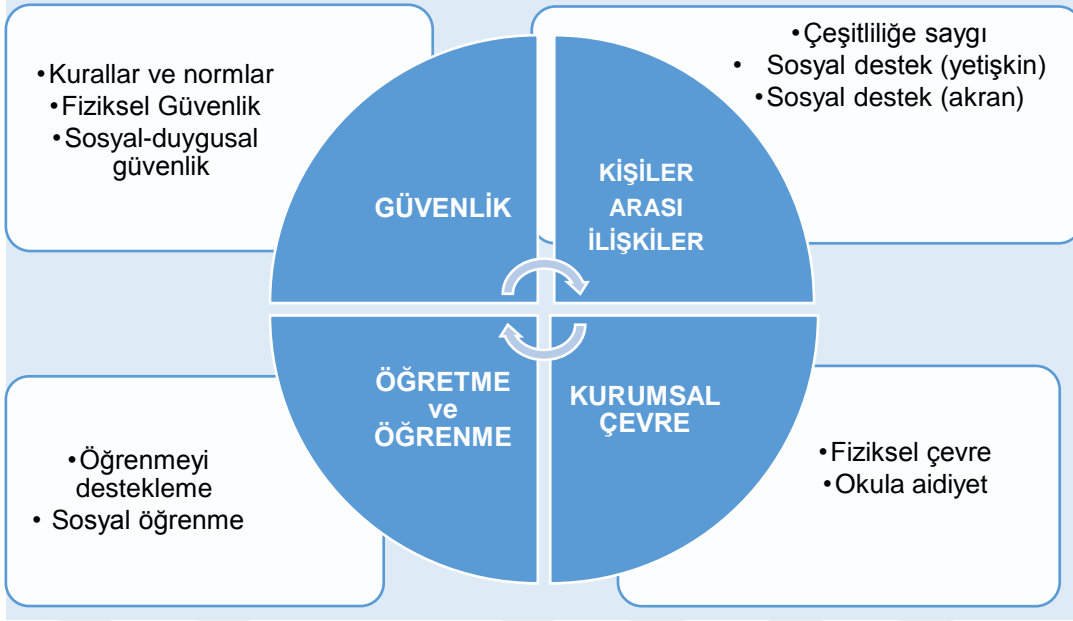 •Kurallar ve normlar
•Fiziksel Güvenlik
•Sosyal-duygusal
güvenlik
•Çeşitliliğe saygı
• Sosyal destek (yetişkin)
•Sosyal destek (akran)
GÜVENLİK
KİŞİLER
ARASI
İLİŞKİLER
ÖĞRETME
ve
ÖĞRENME
KURUMSAL
ÇEVRE
•Öğrenmeyi
destekleme
• Sosyal öğrenme
•Fiziksel çevre
•Okula aidiyet